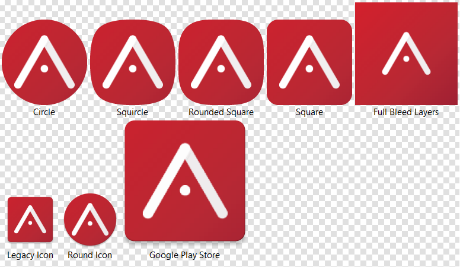 Circle
Squircle
Rounded Square
Square
Full Bleed Layers
Legacy Icon
Round Icon
Google Play Store